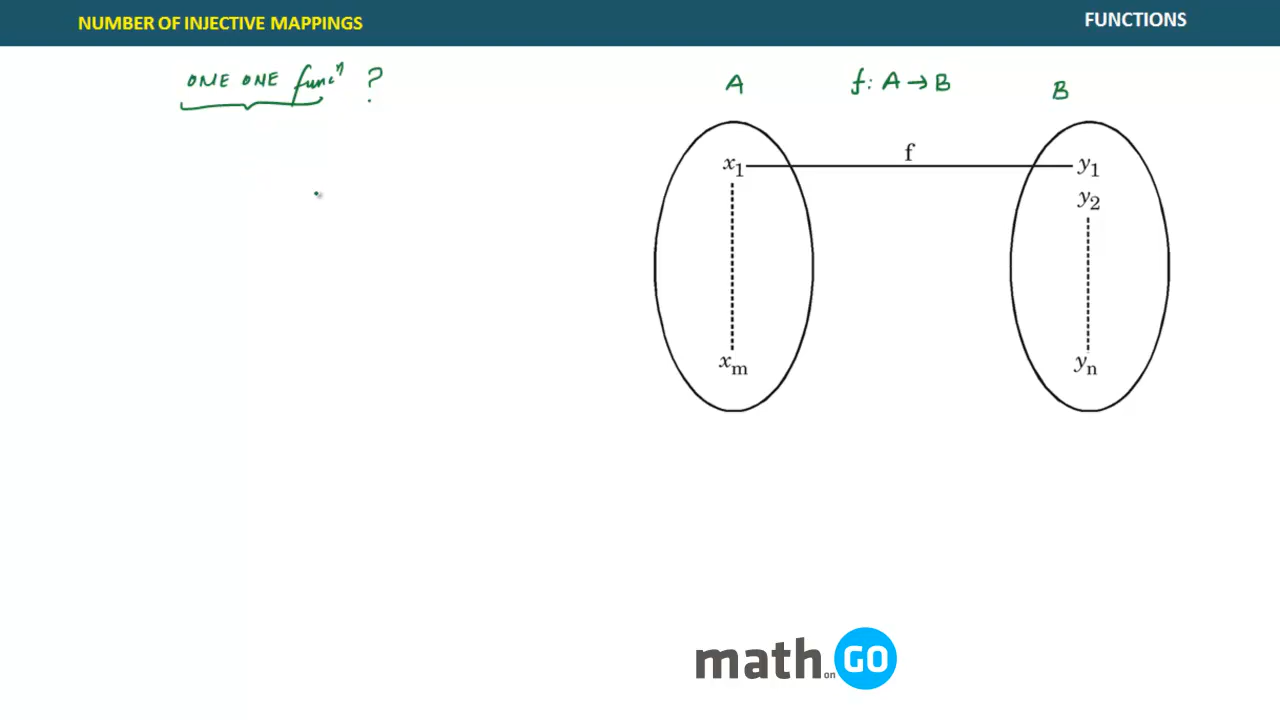 NUMBER OF INJECTIVE MAPPINGS
FUNCTIONS
ONE ONE funcⁿ ?
A
f: A → B
B
f
x₁
y₁
y₂
xₘ
yₙ
math on GO